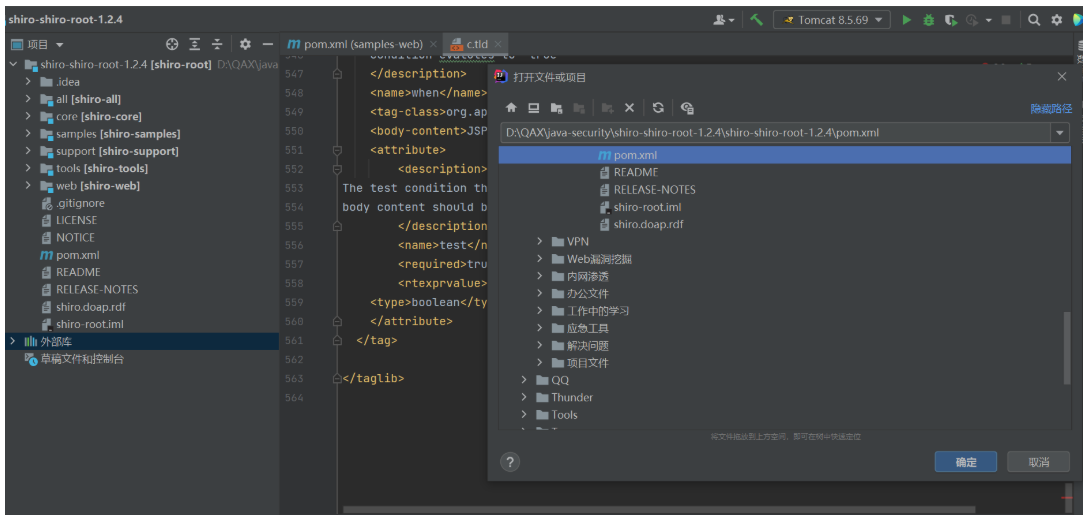 shiro-shiro-root-1.2.4
Tomcat 8.5.69
项目
pom.xml (samples-web)
c.tld
shiro-shiro-root-1.2.4 [shiro-root] D:\QAX\java
.idea
all [shiro-all]
core [shiro-core]
samples [shiro-samples]
support [shiro-support]
tools [shiro-tools]
web [shiro-web]
.gitignore
LICENSE
NOTICE
pom.xml
README
RELEASE-NOTES
shiro.doap.rdf
shiro-root.iml
外部库
草稿文件和控制台
547 </description>
548 <name>when</name>
549 <tag-class>org.ap
550 <body-content>JSP
551 <attribute>
552 <description>
553 The test condition th
554 body content should b
555 </description
556 <name>test</n
557 <required>tru
558 <rtexprvalue>
559 <type>boolean</ty
560 </attribute>
561 </tag>
562
563 </taglib>
564
打开文件或项目
隐藏路径
D:\QAX\java-security\shiro-shiro-root-1.2.4\shiro-shiro-root-1.2.4\pom.xml
pom.xml
README
RELEASE-NOTES
shiro-root.iml
shiro.doap.rdf
VPN
Web漏洞挖掘
内网渗透
办公文件
工作中的学习
应急工具
解决问题
项目文件
QQ
Thunder
Tools
将文件拖放到上方空间，即可在树中快速定位
?
确定
取消